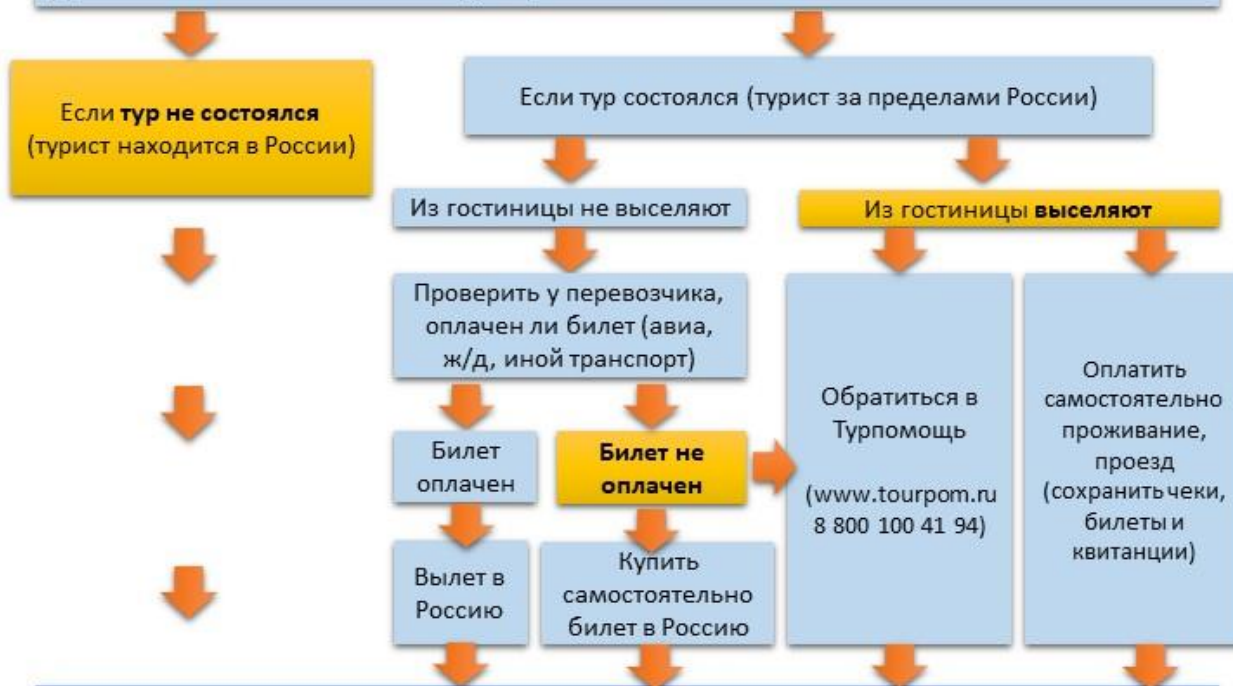 Если тур не состоялся
(турист находится в России)
Если тур состоялся (турист за пределами России)
Из гостиницы не выселяют
Из гостиницы выселяют
Проверить у перевозчика,
оплачен ли билет (авиа,
ж/д, иной транспорт)
Билет
оплачен
Билет не
оплачен
Вылет в
Россию
Купить
самостоятельно
билет в Россию
Обратиться в
Турпомощь
(www.tourpom.ru
8 800 100 41 94)
Оплатить
самостоятельно
проживание,
проезд
(сохранить чеки,
билеты и
квитанции)